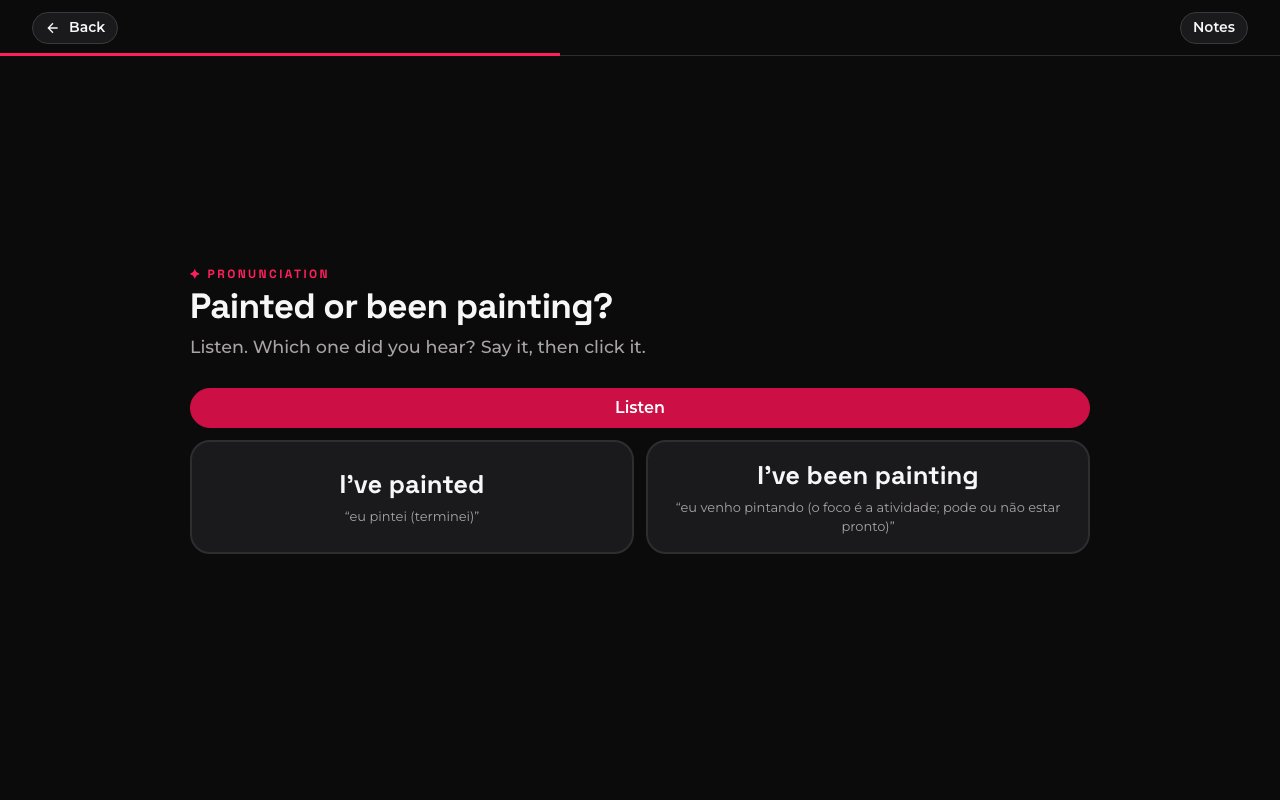 Back
Notes
PRONUNCIATION
Painted or been painting?
Listen. Which one did you hear? Say it, then click it.
Listen
I’ve painted
“eu pintei (terminei)”
I’ve been painting
“eu venho pintando (o foco é a atividade; pode ou não estar
pronto)”